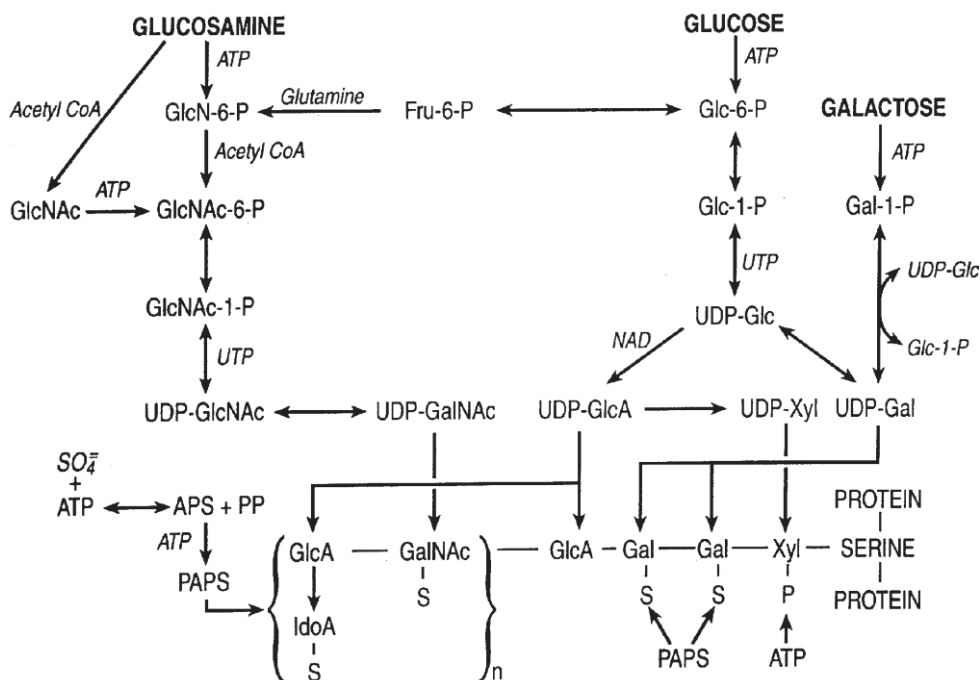 GLUCOSAMINE GLUCOSE
ATP ATP
Acetyl CoA GlcN-6-P Glutamine Fru-6-P Glc-6-P GALACTOSE
Acetyl CoA ATP
ATP
GlcNAc GlcNAc-6-P Glc-1-P Gal-1-P
UTP UDP-Glc
GlcNAc-1-P UDP-Glc
UTP NAD Glc-1-P
UDP-GlcNAc UDP-GalNAc UDP-GlcA UDP-Xyl UDP-Gal
SO₄=
+
ATP APS + PP PROTEIN
ATP GlcA GalNAc GlcA Gal Gal Xyl SERINE
PAPS S S S P PROTEIN
IdoA
S n PAPS ATP